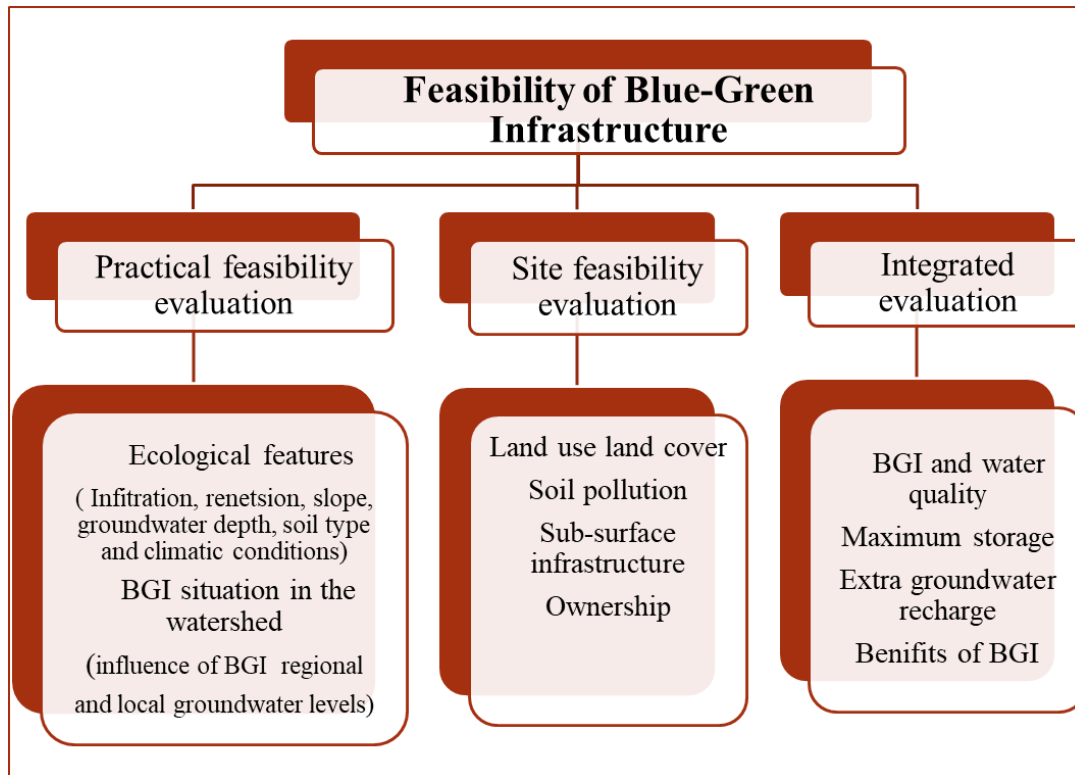 Feasibility of Blue-Green
Infrastructure
Practical feasibility
evaluation
Ecological features
( Infitration, renetsion, slope,
groundwater depth, soil type
and climatic conditions)
BGI situation in the
watershed
(influence of BGI regional
and local groundwater levels)
Site feasibility
evaluation
Land use land cover
Soil pollution
Sub-surface
infrastructure
Ownership
Integrated
evaluation
BGI and water
quality
Maximum storage
Extra groundwater
recharge
Benifits of BGI